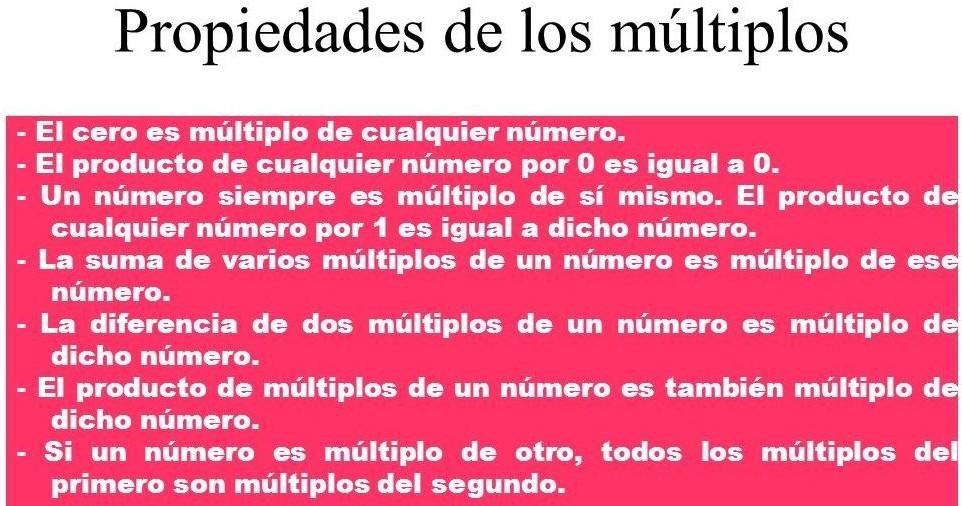 Propiedades de los múltiplos
- El cero es múltiplo de cualquier número.
- El producto de cualquier número por 0 es igual a 0.
- Un número siempre es múltiplo de sí mismo. El producto de
cualquier número por 1 es igual a dicho número.
- La suma de varios múltiplos de un número es múltiplo de ese
número.
- La diferencia de dos múltiplos de un número es múltiplo de
dicho número.
- El producto de múltiplos de un número es también múltiplo de
dicho número.
- Si un número es múltiplo de otro, todos los múltiplos del
primero son múltiplos del segundo.